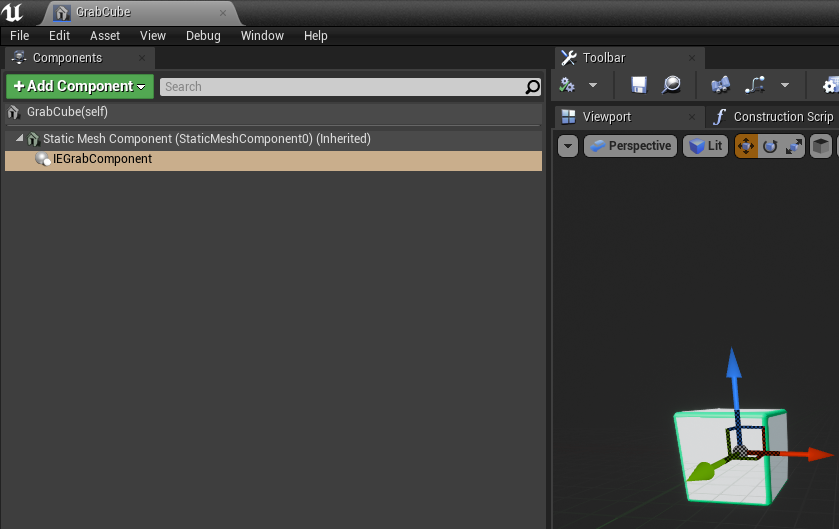 GrabCube
File Edit Asset View Debug Window Help
Components
Toolbar
+Add Component
Search
GrabCube(self)
Static Mesh Component (StaticMeshComponent0) (Inherited)
IEGrabComponent
Viewport
Construction Scrip
Perspective
Lit